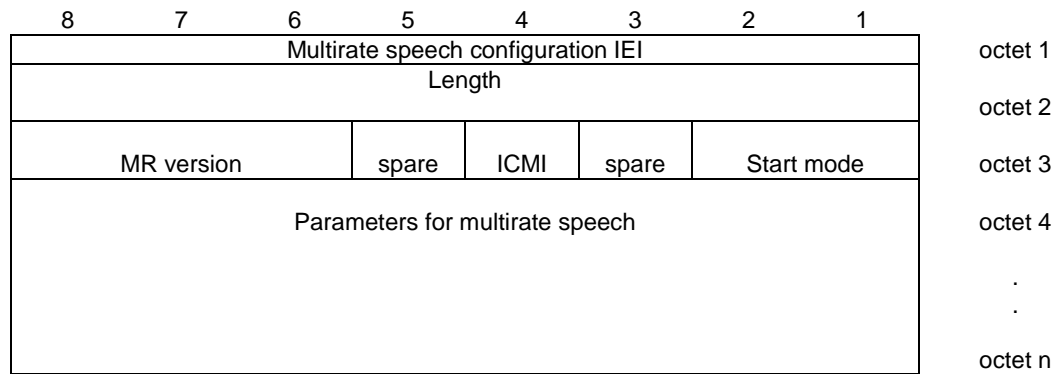 8 7 6 5 4 3 2 1
Multirate speech configuration IEI octet 1
Length
octet 2
MR version spare ICMI spare Start mode octet 3
Parameters for multirate speech octet 4
.
.
octet n